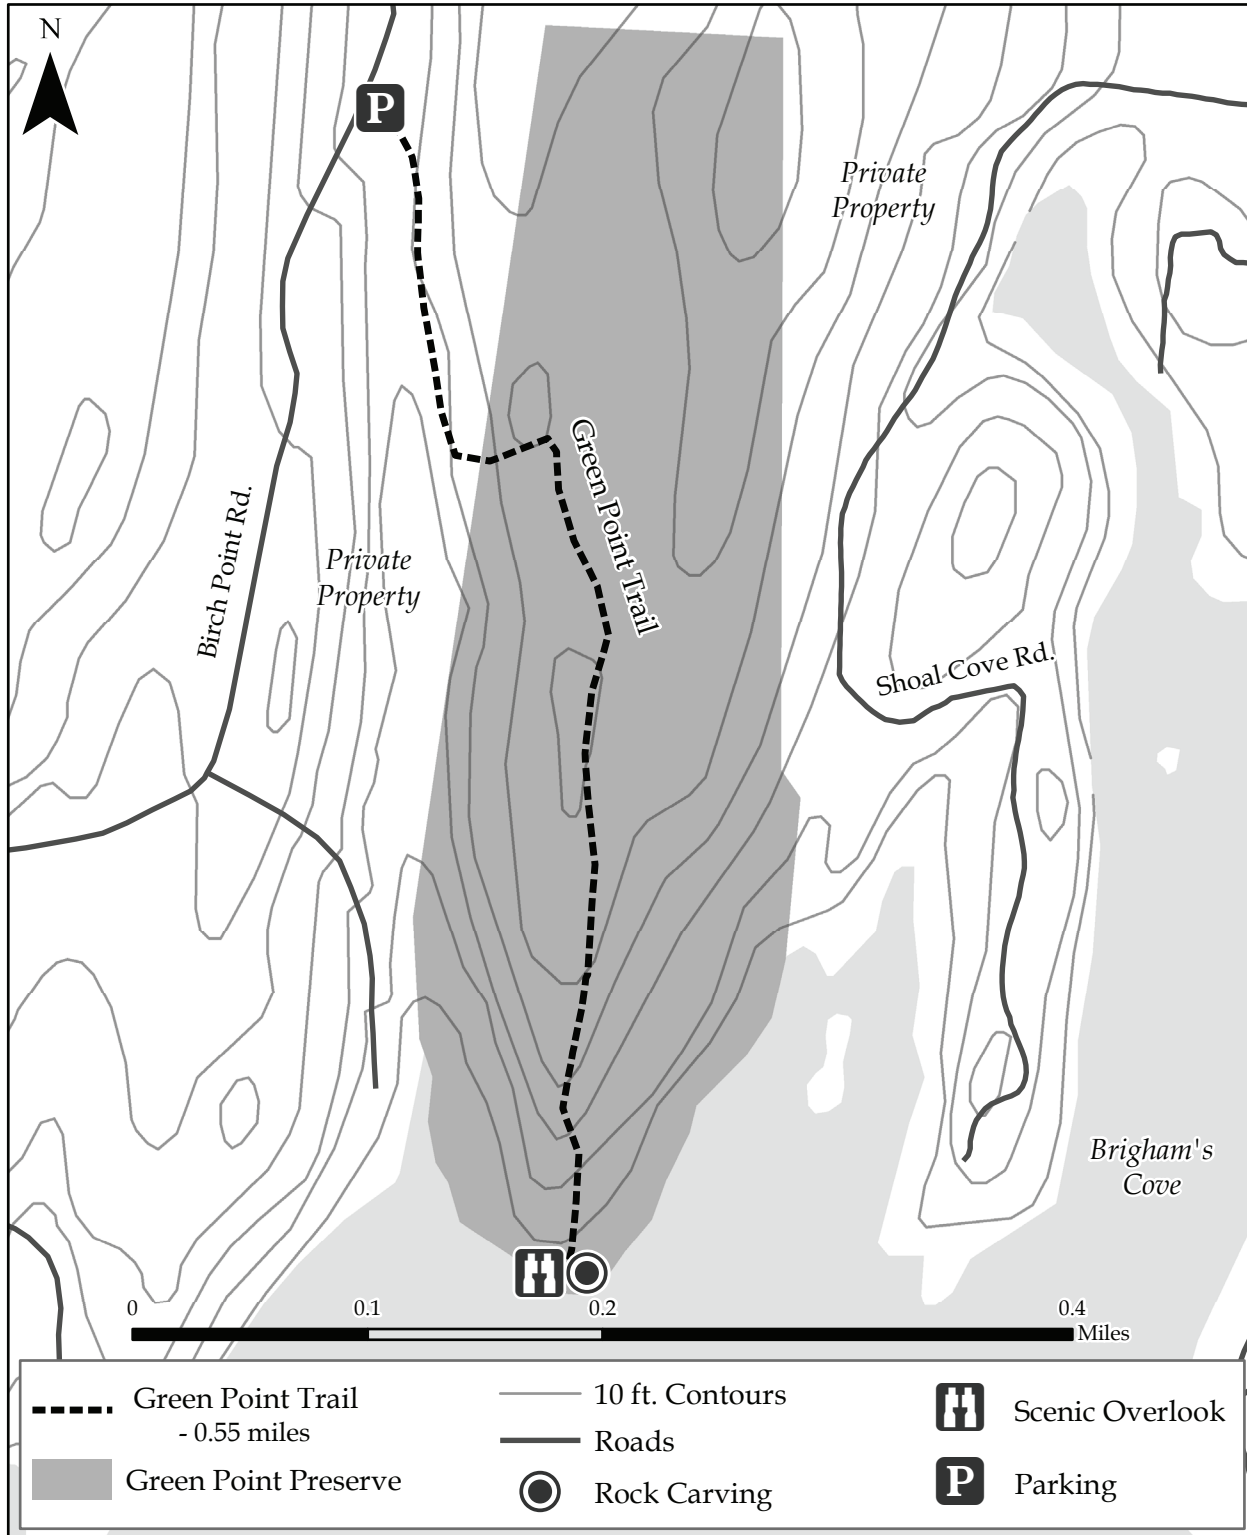 N
P
Private
Property
Green Point Trail
Birch Point Rd.
Private
Property
Shoal Cove Rd.
Brigham's
Cove
0 0.1 0.2 0.4
Miles
Green Point Trail
- 0.55 miles
Green Point Preserve
10 ft. Contours
Roads
Rock Carving
Scenic Overlook
P Parking